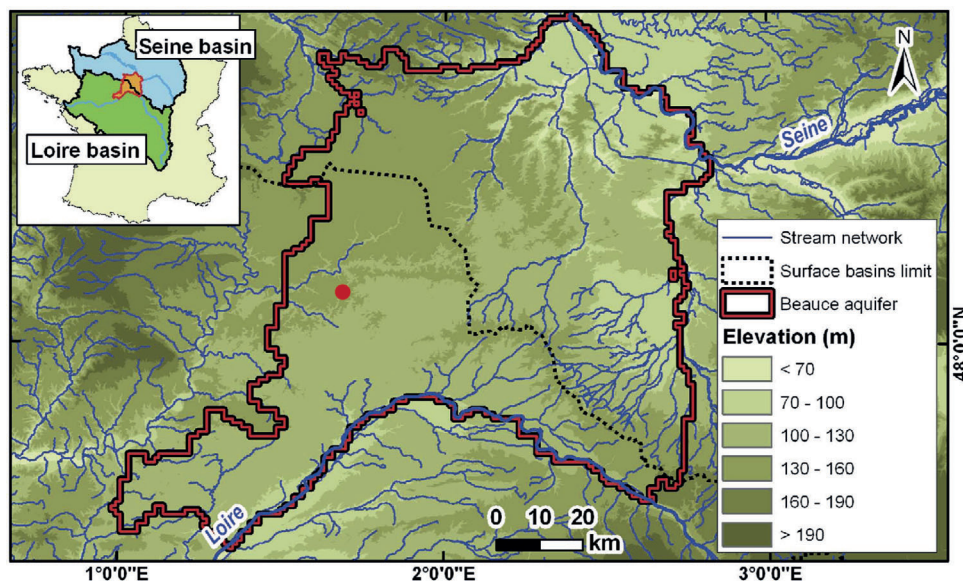 Seine basin
Loire basin
N
Seine
Stream network
Surface basins limit
Beauce aquifer
Elevation (m)
< 70
70 - 100
100 - 130
130 - 160
160 - 190
> 190
48°0'0"N
Loire
0 10 20
km
1°0'0"E
2°0'0"E
3°0'0"E